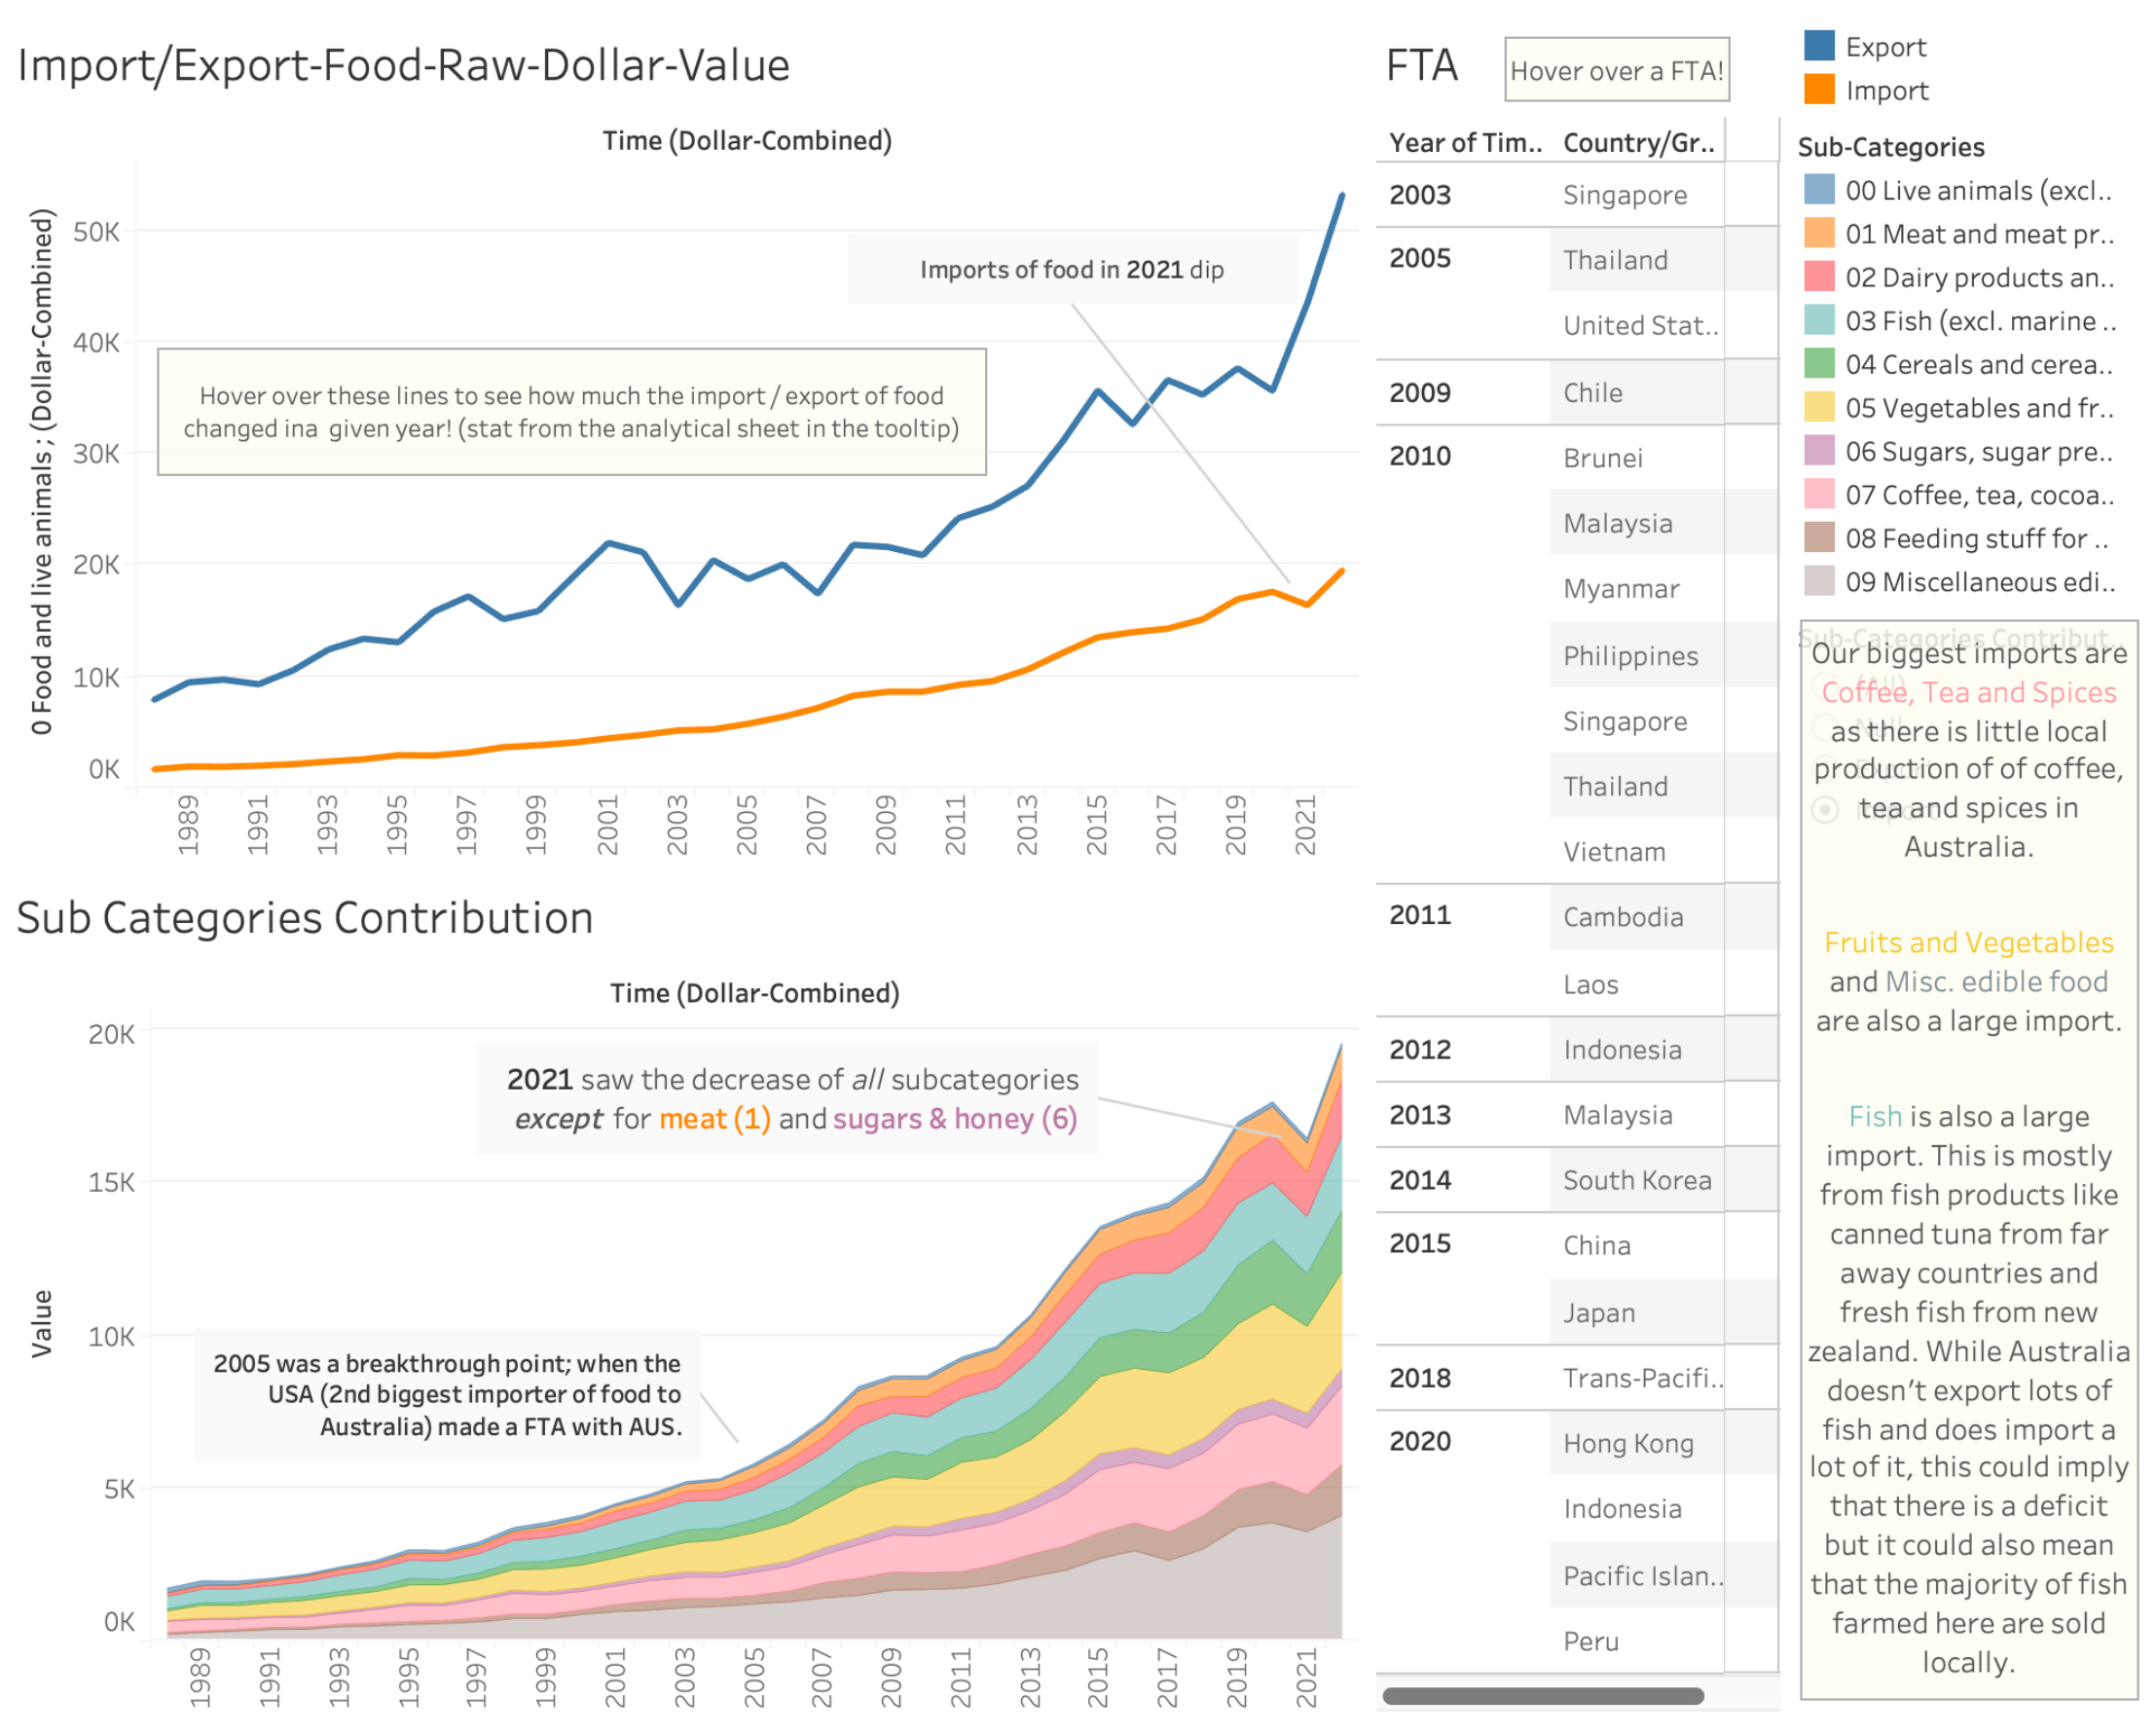 Import/Export-Food-Raw-Dollar-Value
Time (Dollar-Combined)
0 Food and live animals ; (Dollar-Combined)
50K
40K
30K
20K
10K
0K
Imports of food in 2021 dip
Hover over these lines to see how much the import / export of food
changed ina given year! (stat from the analytical sheet in the tooltip)
1989
1991
1993
1995
1997
1999
2001
2003
2005
2007
2009
2011
2013
2015
2017
2019
2021
Sub Categories Contribution
Time (Dollar-Combined)
Value
20K
15K
10K
5K
0K
2021 saw the decrease of all subcategories
except for meat (1) and sugars & honey (6)
2005 was a breakthrough point; when the
USA (2nd biggest importer of food to
Australia) made a FTA with AUS.
1989
1991
1993
1995
1997
1999
2001
2003
2005
2007
2009
2011
2013
2015
2017
2019
2021
FTA
Hover over a FTA!
Year of Tim.. Country/Gr..
2003 Singapore
2005 Thailand
United Stat..
2009 Chile
2010 Brunei
Malaysia
Myanmar
Philippines
Singapore
Thailand
Vietnam
2011 Cambodia
Laos
2012 Indonesia
2013 Malaysia
2014 South Korea
2015 China
Japan
2018 Trans-Pacifi..
2020 Hong Kong
Indonesia
Pacific Islan..
Peru
Export
Import
Sub-Categories
00 Live animals (excl..
01 Meat and meat pr..
02 Dairy products an..
03 Fish (excl. marine ..
04 Cereals and cerea..
05 Vegetables and fr..
06 Sugars, sugar pre..
07 Coffee, tea, cocoa..
08 Feeding stuff for ..
09 Miscellaneous edi..
Sub-Categories Contribut..
(All)
Null
Export
Import
Our biggest imports are
Coffee, Tea and Spices
as there is little local
production of of coffee,
tea and spices in
Australia.
Fruits and Vegetables
and Misc. edible food
are also a large import.
Fish is also a large
import. This is mostly
from fish products like
canned tuna from far
away countries and
fresh fish from new
zealand. While Australia
doesn't export lots of
fish and does import a
lot of it, this could imply
that there is a deficit
but it could also mean
that the majority of fish
farmed here are sold
locally.